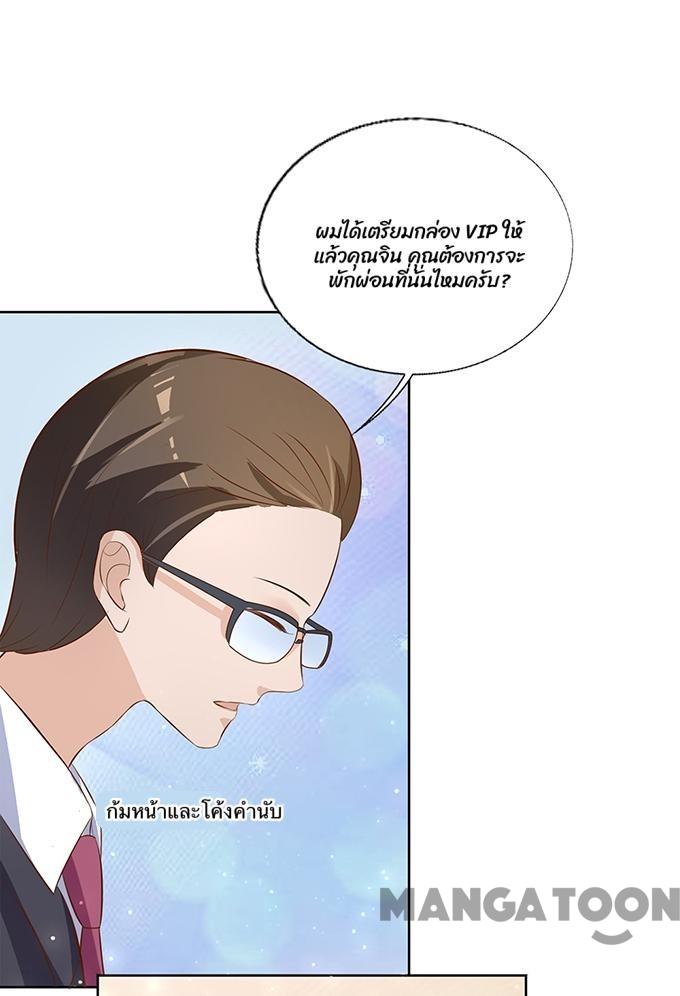 ผมได้เตรียมกล่อง VIP ให้
แล้วคุณจิน คุณต้องการจะ
พักผ่อนที่นั่นไหมครับ?
ก้มหน้าและโค้งคำนับ
MANGATOON